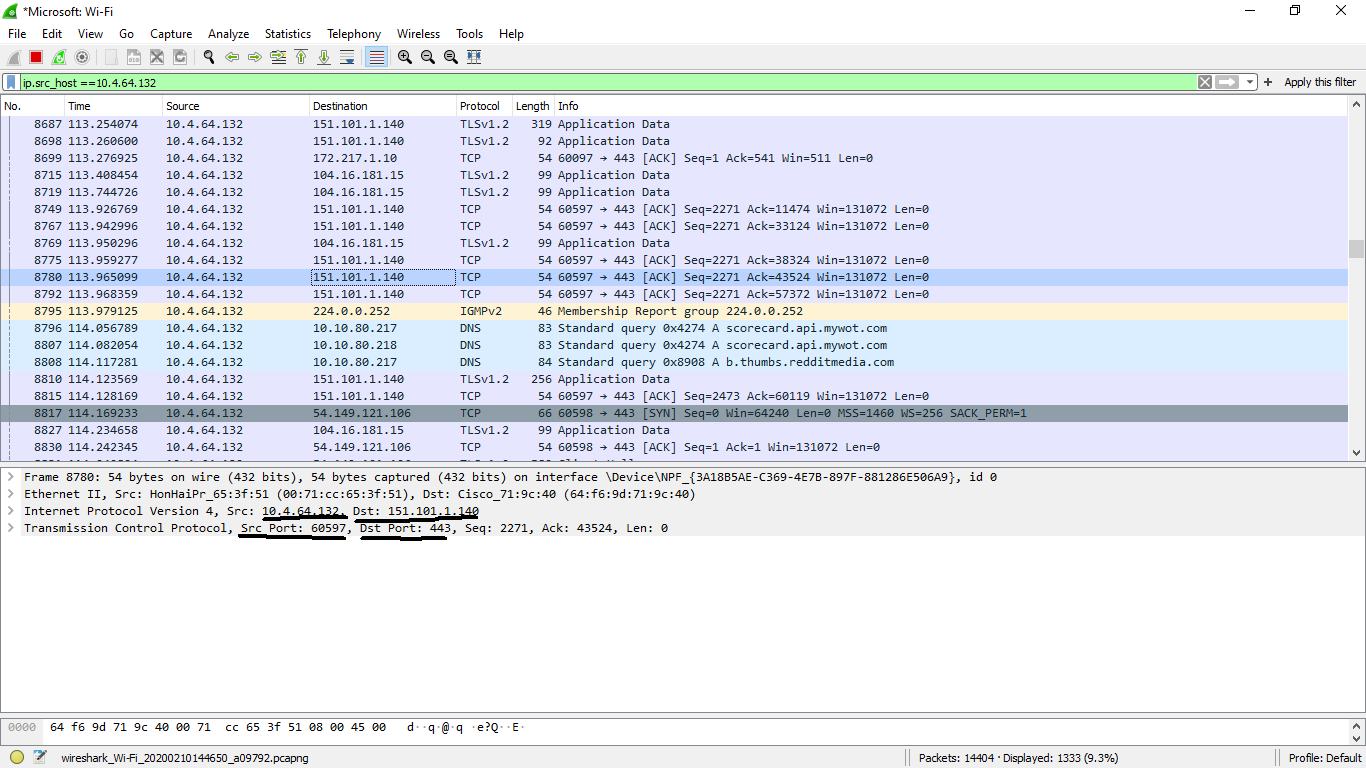 *Microsoft: Wi-Fi
File Edit View Go Capture Analyze Statistics Telephony Wireless Tools Help
ip.src_host ==10.4.64.132 Apply this filter
No. Time Source Destination Protocol Length Info
8687 113.254074 10.4.64.132 151.101.1.140 TLSv1.2 319 Application Data
8698 113.260600 10.4.64.132 151.101.1.140 TLSv1.2 92 Application Data
8699 113.276925 10.4.64.132 172.217.1.10 TCP 54 60097 → 443 [ACK] Seq=1 Ack=541 Win=511 Len=0
8715 113.408454 10.4.64.132 104.16.181.15 TLSv1.2 99 Application Data
8719 113.744726 10.4.64.132 104.16.181.15 TLSv1.2 99 Application Data
8749 113.926769 10.4.64.132 151.101.1.140 TCP 54 60597 → 443 [ACK] Seq=2271 Ack=11474 Win=131072 Len=0
8767 113.942996 10.4.64.132 151.101.1.140 TCP 54 60597 → 443 [ACK] Seq=2271 Ack=33124 Win=131072 Len=0
8769 113.950296 10.4.64.132 104.16.181.15 TLSv1.2 99 Application Data
8775 113.959277 10.4.64.132 151.101.1.140 TCP 54 60597 → 443 [ACK] Seq=2271 Ack=38324 Win=131072 Len=0
8780 113.965099 10.4.64.132 151.101.1.140 TCP 54 60597 → 443 [ACK] Seq=2271 Ack=43524 Win=131072 Len=0
8792 113.968359 10.4.64.132 151.101.1.140 TCP 54 60597 → 443 [ACK] Seq=2271 Ack=57372 Win=131072 Len=0
8795 113.979125 10.4.64.132 224.0.0.252 IGMPv2 46 Membership Report group 224.0.0.252
8796 114.056789 10.4.64.132 10.10.80.217 DNS 83 Standard query 0x4274 A scorecard.api.mywot.com
8807 114.082054 10.4.64.132 10.10.80.218 DNS 83 Standard query 0x4274 A scorecard.api.mywot.com
8808 114.117281 10.4.64.132 10.10.80.217 DNS 84 Standard query 0x8908 A b.thumbs.redditmedia.com
8810 114.123569 10.4.64.132 151.101.1.140 TLSv1.2 256 Application Data
8815 114.128169 10.4.64.132 151.101.1.140 TCP 54 60597 → 443 [ACK] Seq=2473 Ack=60119 Win=131072 Len=0
8817 114.169233 10.4.64.132 54.149.121.106 TCP 66 60598 → 443 [SYN] Seq=0 Win=64240 Len=0 MSS=1460 WS=256 SACK_PERM=1
8827 114.234658 10.4.64.132 104.16.181.15 TLSv1.2 99 Application Data
8830 114.242345 10.4.64.132 54.149.121.106 TCP 54 60598 → 443 [ACK] Seq=1 Ack=1 Win=131072 Len=0
Frame 8780: 54 bytes on wire (432 bits), 54 bytes captured (432 bits) on interface \Device\NPF_{3A18B5AE-C369-4E7B-897F-881286E506A9}, id 0
Ethernet II, Src: HonHaiPr_65:3f:51 (00:71:cc:65:3f:51), Dst: Cisco_71:9c:40 (64:f6:9d:71:9c:40)
Internet Protocol Version 4, Src: 10.4.64.132, Dst: 151.101.1.140
Transmission Control Protocol, Src Port: 60597, Dst Port: 443, Seq: 2271, Ack: 43524, Len: 0
0000 64 f6 9d 71 9c 40 00 71 cc 65 3f 51 08 00 45 00 d··q·@·q ·e?Q··E·
wireshark_Wi-Fi_20200210144650_a09792.pcapng Packets: 14404 · Displayed: 1333 (9.3%) Profile: Default